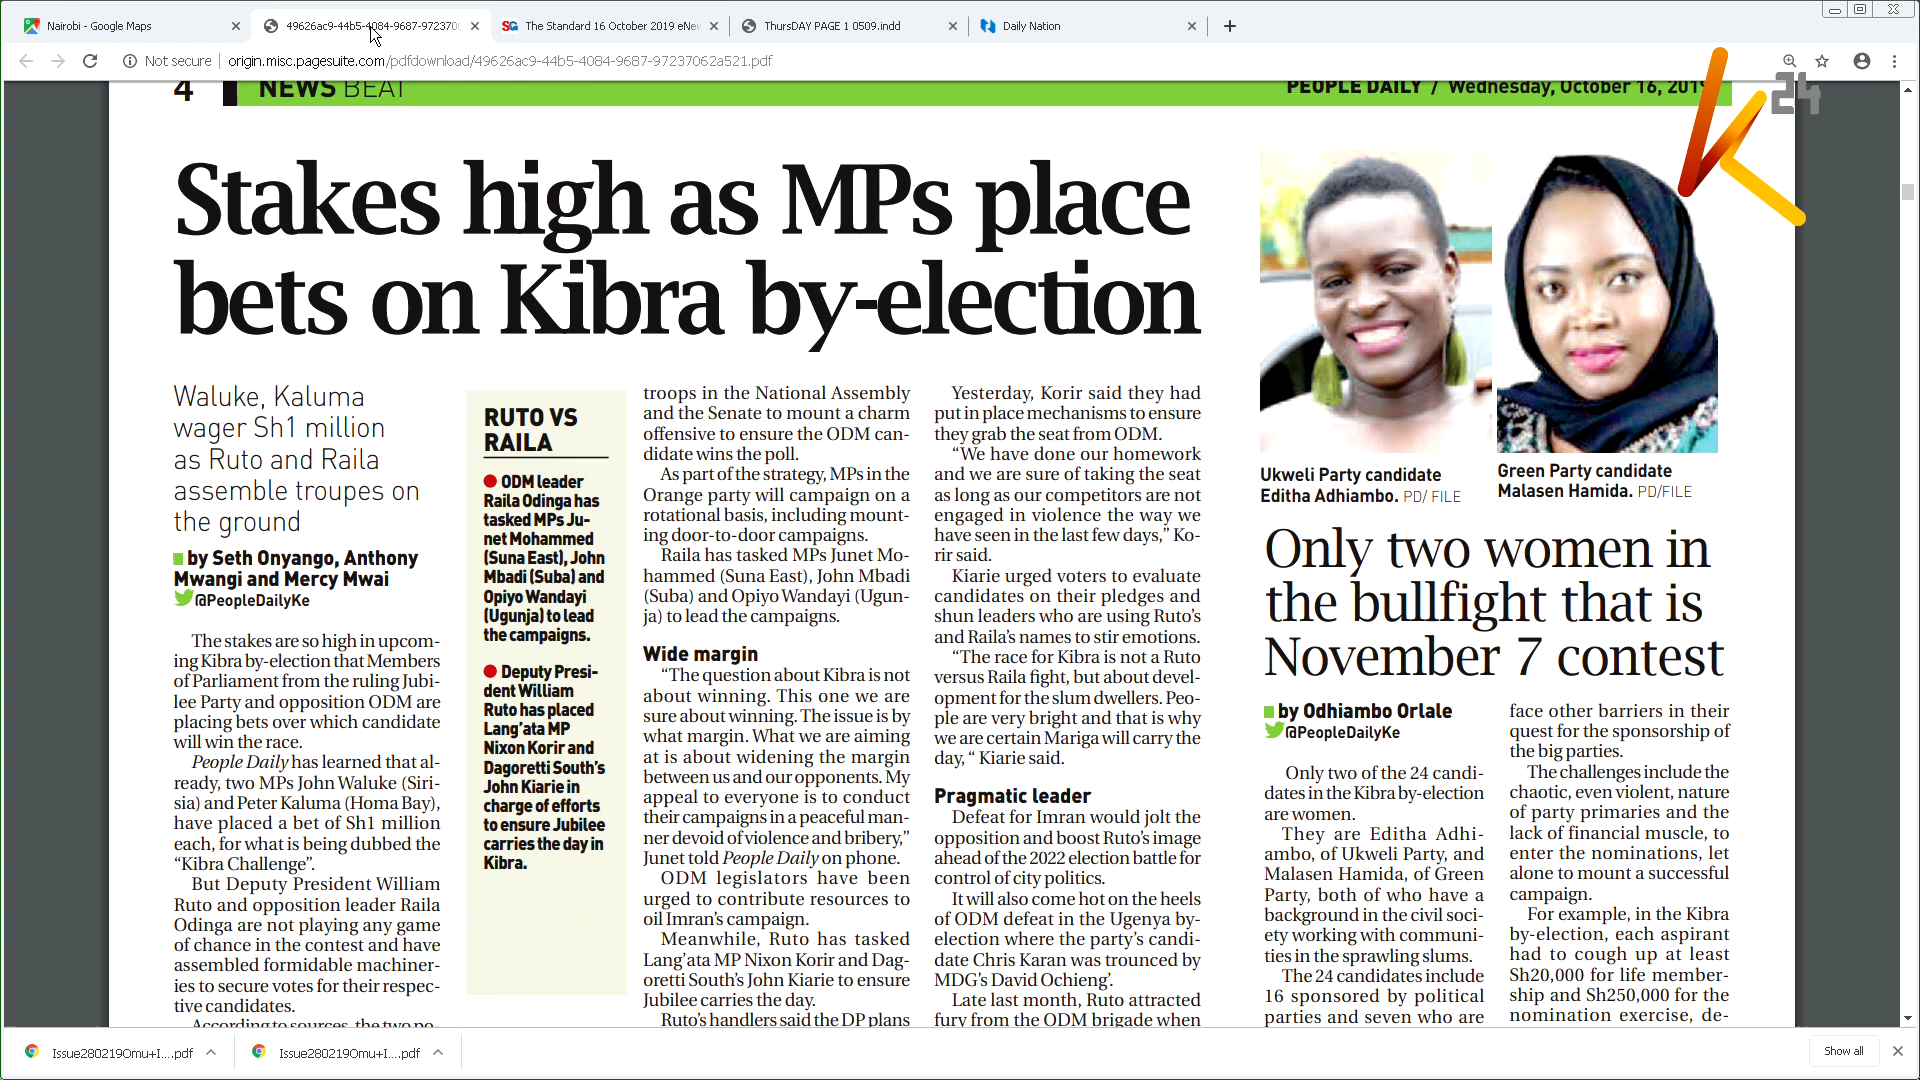 Nairobi - Google Maps
49626ac9-44b5-4084-9687-972370
The Standard 16 October 2019 eNe
ThursDAY PAGE 1 0509.indd
Daily Nation
Not secure
origin.misc.pagesuite.com/pdfdownload/49626ac9-44b5-4084-9687-97237062a521.pdf
K24
4
NEWS BEAT
PEOPLE DAILY / Wednesday, October 16, 2019
Stakes high as MPs place
bets on Kibra by-election
Waluke, Kaluma
wager Sh1 million
as Ruto and Raila
assemble troupes on
the ground
by Seth Onyango, Anthony
Mwangi and Mercy Mwai
@PeopleDailyKe
The stakes are so high in upcom-
ing Kibra by-election that Members
of Parliament from the ruling Jubi-
lee Party and opposition ODM are
placing bets over which candidate
will win the race.
People Daily has learned that al-
ready, two MPs John Waluke (Siri-
sia) and Peter Kaluma (Homa Bay),
have placed a bet of Sh1 million
each, for what is being dubbed the
“Kibra Challenge”.
But Deputy President William
Ruto and opposition leader Raila
Odinga are not playing any game
of chance in the contest and have
assembled formidable machiner-
ies to secure votes for their respec-
tive candidates.
According to sources, the two po-
RUTO VS
RAILA
ODM leader
Raila Odinga has
tasked MPs Ju-
net Mohammed
(Suna East), John
Mbadi (Suba) and
Opiyo Wandayi
(Ugunja) to lead
the campaigns.
Deputy Presi-
dent William
Ruto has placed
Lang’ata MP
Nixon Korir and
Dagoretti South’s
John Kiarie in
charge of efforts
to ensure Jubilee
carries the day in
Kibra.
troops in the National Assembly
and the Senate to mount a charm
offensive to ensure the ODM can-
didate wins the poll.
As part of the strategy, MPs in the
Orange party will campaign on a
rotational basis, including mount-
ing door-to-door campaigns.
Raila has tasked MPs Junet Mo-
hammed (Suna East), John Mbadi
(Suba) and Opiyo Wandayi (Ugun-
ja) to lead the campaigns.
Wide margin
“The question about Kibra is not
about winning. This one we are
sure about winning. The issue is by
what margin. What we are aiming
at is about widening the margin
between us and our opponents. My
appeal to everyone is to conduct
their campaigns in a peaceful man-
ner devoid of violence and bribery,”
Junet told People Daily on phone.
ODM legislators have been
urged to contribute resources to
oil Imran’s campaign.
Meanwhile, Ruto has tasked
Lang’ata MP Nixon Korir and Dag-
oretti South’s John Kiarie to ensure
Jubilee carries the day.
Ruto’s handlers said the DP plans
Yesterday, Korir said they had
put in place mechanisms to ensure
they grab the seat from ODM.
“We have done our homework
and we are sure of taking the seat
as long as our competitors are not
engaged in violence the way we
have seen in the last few days,” Ko-
rir said.
Kiarie urged voters to evaluate
candidates on their pledges and
shun leaders who are using Ruto’s
and Raila’s names to stir emotions.
“The race for Kibra is not a Ruto
versus Raila fight, but about devel-
opment for the slum dwellers. Peo-
ple are very bright and that is why
we are certain Mariga will carry the
day, “ Kiarie said.
Pragmatic leader
Defeat for Imran would jolt the
opposition and boost Ruto’s image
ahead of the 2022 election battle for
control of city politics.
It will also come hot on the heels
of ODM defeat in the Ugenya by-
election where the party’s candi-
date Chris Karan was trounced by
MDG’s David Ochieng’.
Late last month, Ruto attracted
fury from the ODM brigade when
Ukweli Party candidate
Editha Adhiambo. PD/ FILE
Green Party candidate
Malasen Hamida. PD/FILE
Only two women in
the bullfight that is
November 7 contest
by Odhiambo Orlale
@PeopleDailyKe
Only two of the 24 candi-
dates in the Kibra by-election
are women.
They are Editha Adhi-
ambo, of Ukweli Party, and
Malasen Hamida, of Green
Party, both of who have a
background in the civil soci-
ety working with communi-
ties in the sprawling slums.
The 24 candidates include
16 sponsored by political
parties and seven who are
face other barriers in their
quest for the sponsorship of
the big parties.
The challenges include the
chaotic, even violent, nature
of party primaries and the
lack of financial muscle, to
enter the nominations, let
alone to mount a successful
campaign.
For example, in the Kibra
by-election, each aspirant
had to cough up at least
Sh20,000 for life member-
ship and Sh250,000 for the
nomination exercise, de-
Issue280219Omu+I....pdf
Issue280219Omu+I....pdf
Show all